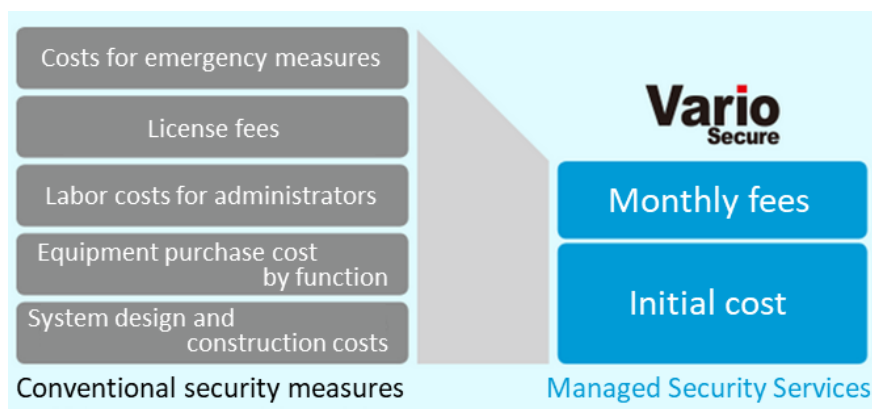 Costs for emergency measures
License fees
Labor costs for administrators
Equipment purchase cost
by function
System design and
construction costs
Conventional security measures
Vario
Secure
Monthly fees
Initial cost
Managed Security Services